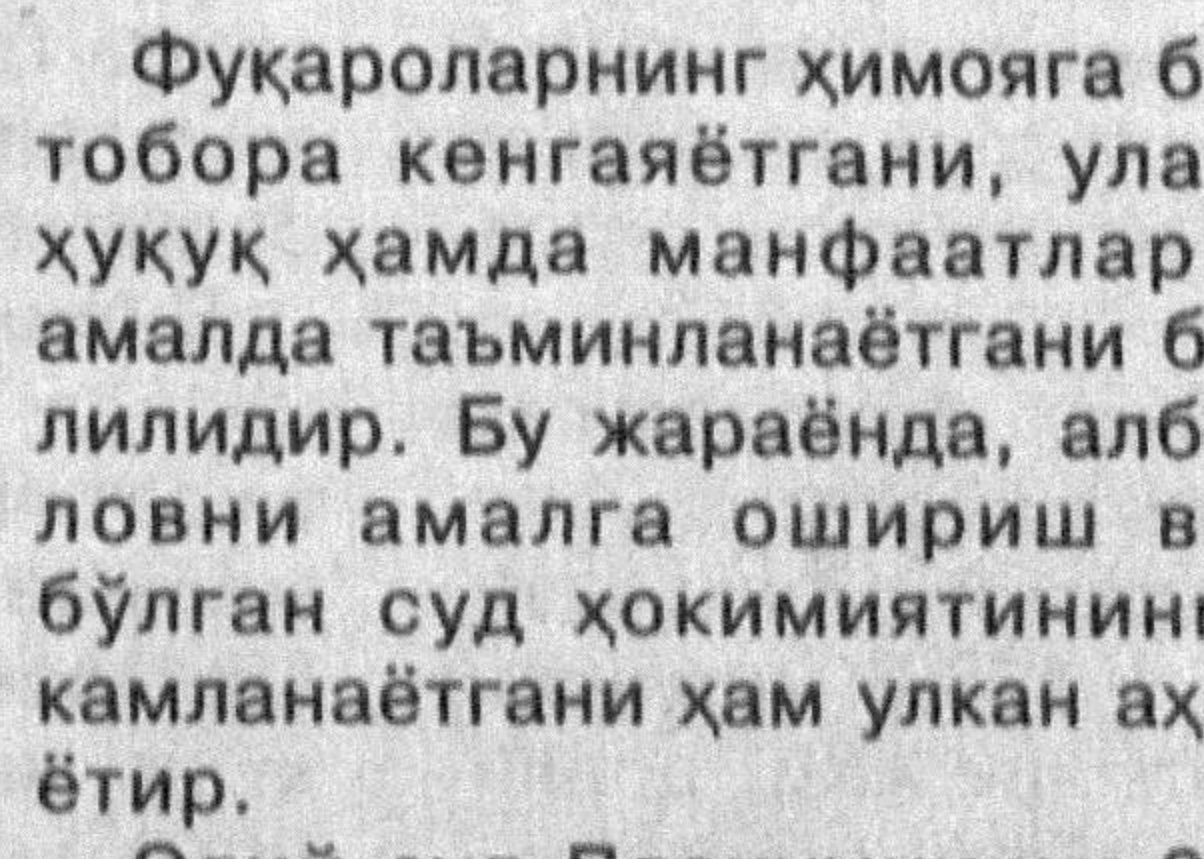 Фуқароларнинг ҳимояга б
тобора кенгаяётгани, ула
ҳуқуқ ҳамда манфаатлар
амалда таъминланаётгани б
лилидир. Бу жараёнда, алб
ловни амалга ошириш в
бўлган суд ҳокимиятининг
камланаётгани ҳам улкан аҳ
ётир.